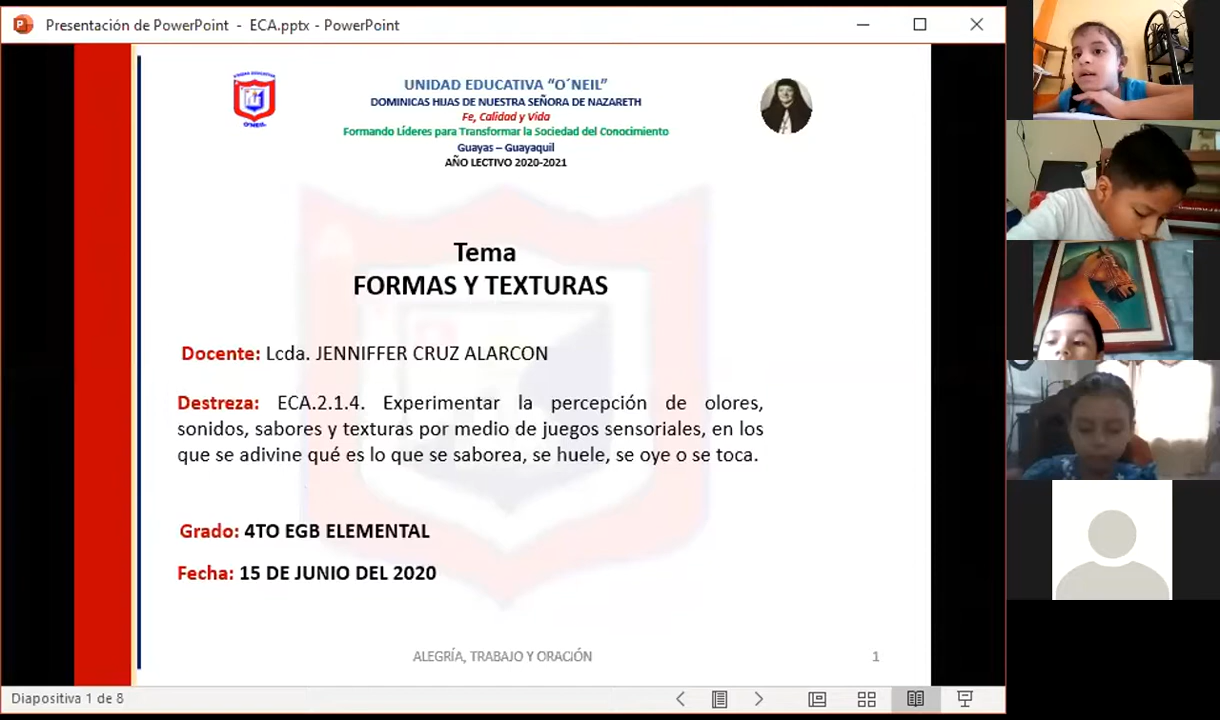 Presentación de PowerPoint - ECA.pptx - PowerPoint
UNIDAD EDUCATIVA
O´NEIL
UNIDAD EDUCATIVA “O´NEIL”
DOMINICAS HIJAS DE NUESTRA SEÑORA DE NAZARETH
Fe, Calidad y Vida
Formando Líderes para Transformar la Sociedad del Conocimiento
Guayas – Guayaquil
AÑO LECTIVO 2020-2021
Tema
FORMAS Y TEXTURAS
Docente: Lcda. JENNIFFER CRUZ ALARCON
Destreza: ECA.2.1.4. Experimentar la percepción de olores,
sonidos, sabores y texturas por medio de juegos sensoriales, en los
que se adivine qué es lo que se saborea, se huele, se oye o se toca.
Grado: 4TO EGB ELEMENTAL
Fecha: 15 DE JUNIO DEL 2020
ALEGRÍA, TRABAJO Y ORACIÓN
1
Diapositiva 1 de 8